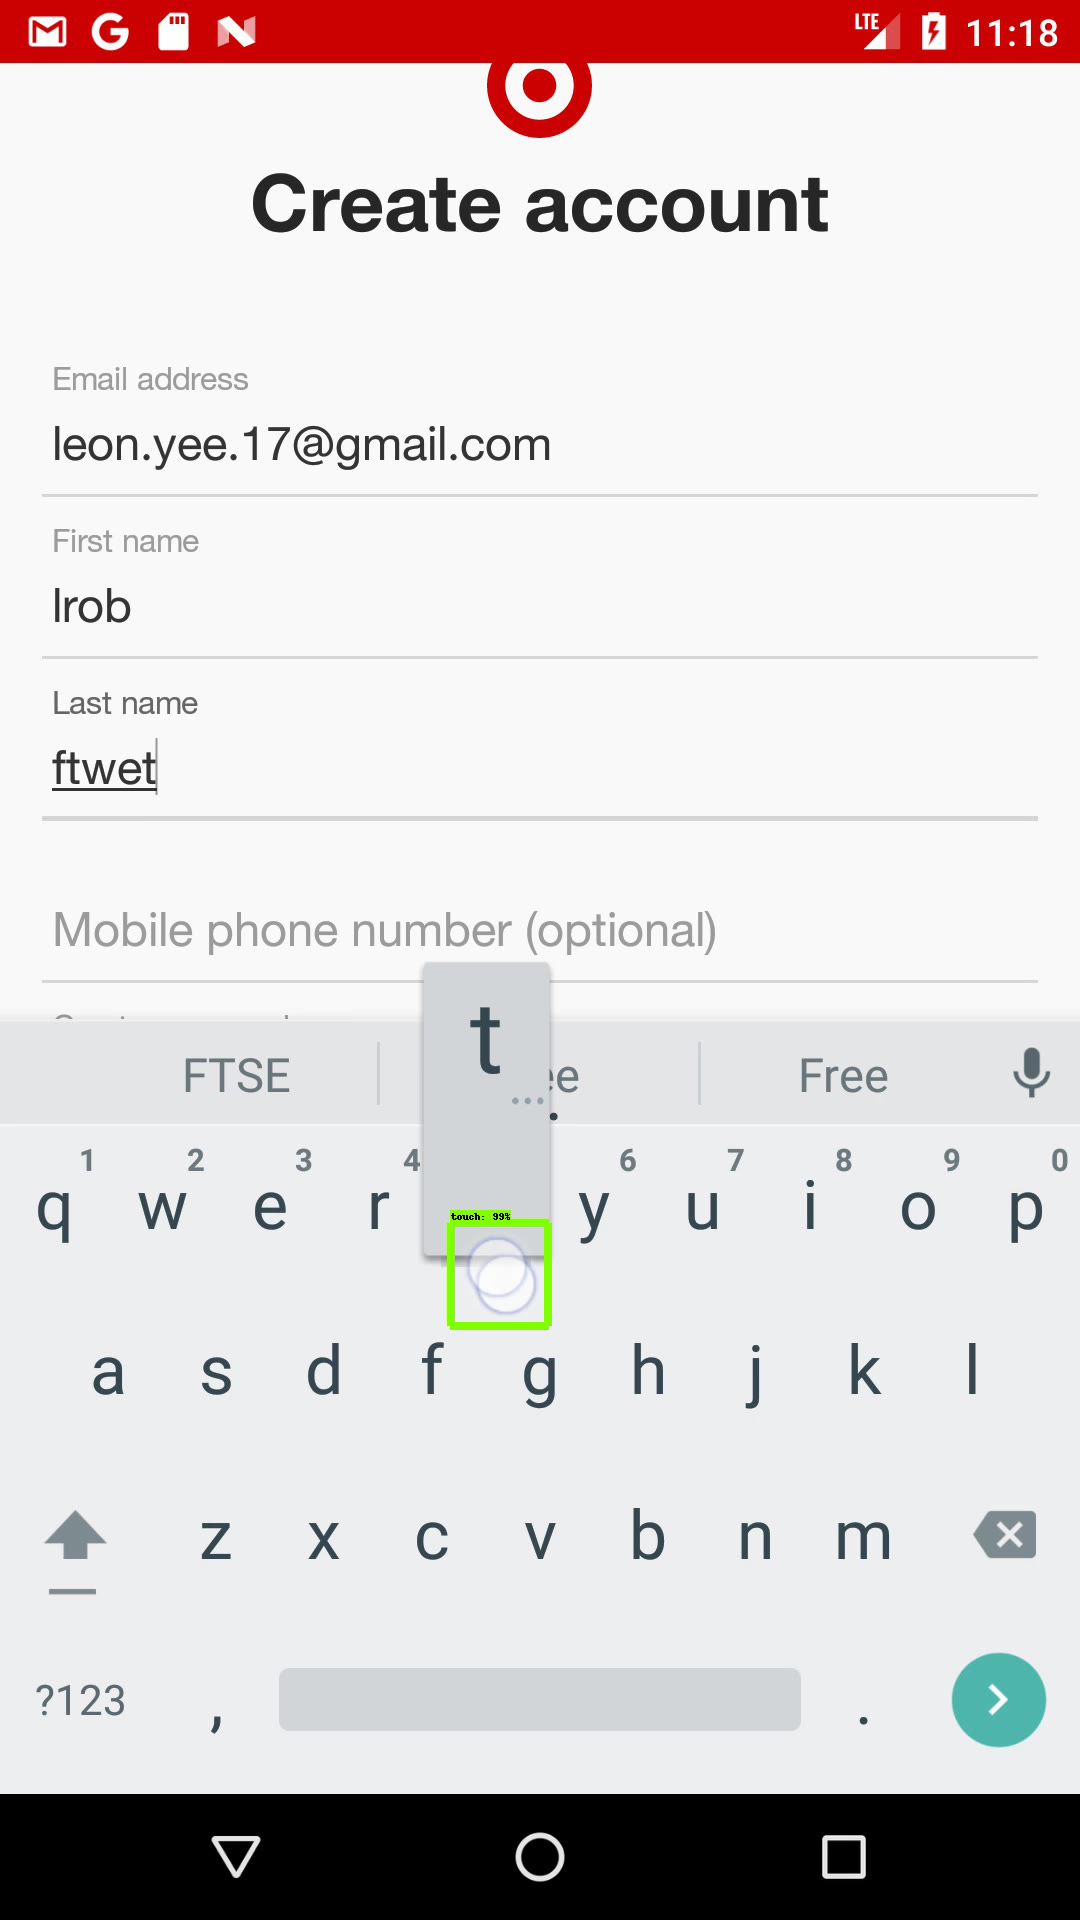 LTE 11:18
Create account
Email address
leon.yee.17@gmail.com
First name
lrob
Last name
ftwet
Mobile phone number (optional)
FTSE Free
t
1 2 3 4 6 7 8 9 0
q w e r y u i o p
touch: 99%
a s d f g h j k l
z x c v b n m
?123 , .